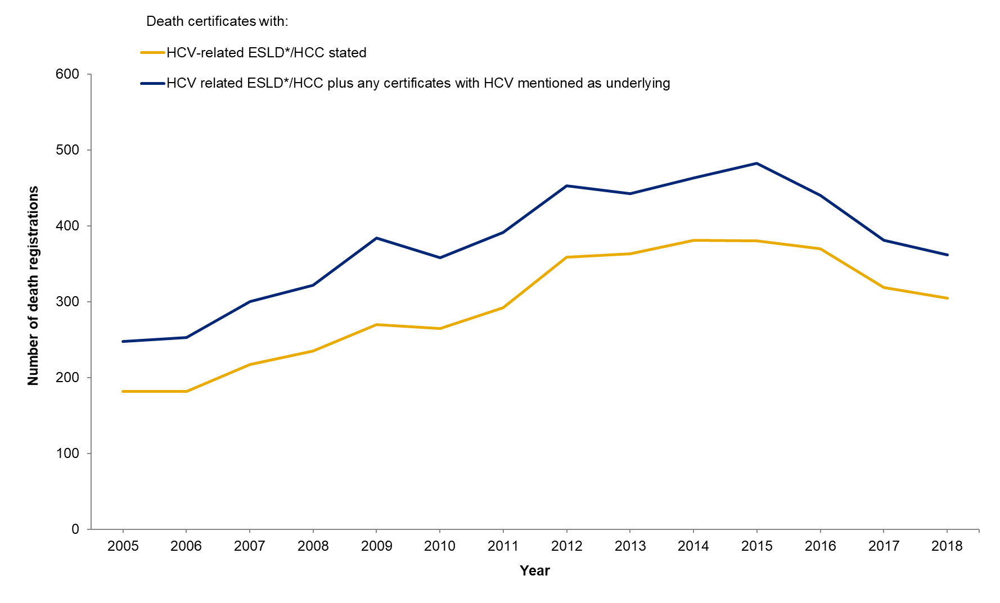 Death certificates with:
HCV-related ESLD*/HCC stated
HCV related ESLD*/HCC plus any certificates with HCV mentioned as underlying
600
500
400
300
200
100
0
Number of death registrations
2005 2006 2007 2008 2009 2010 2011 2012 2013 2014 2015 2016 2017 2018
Year